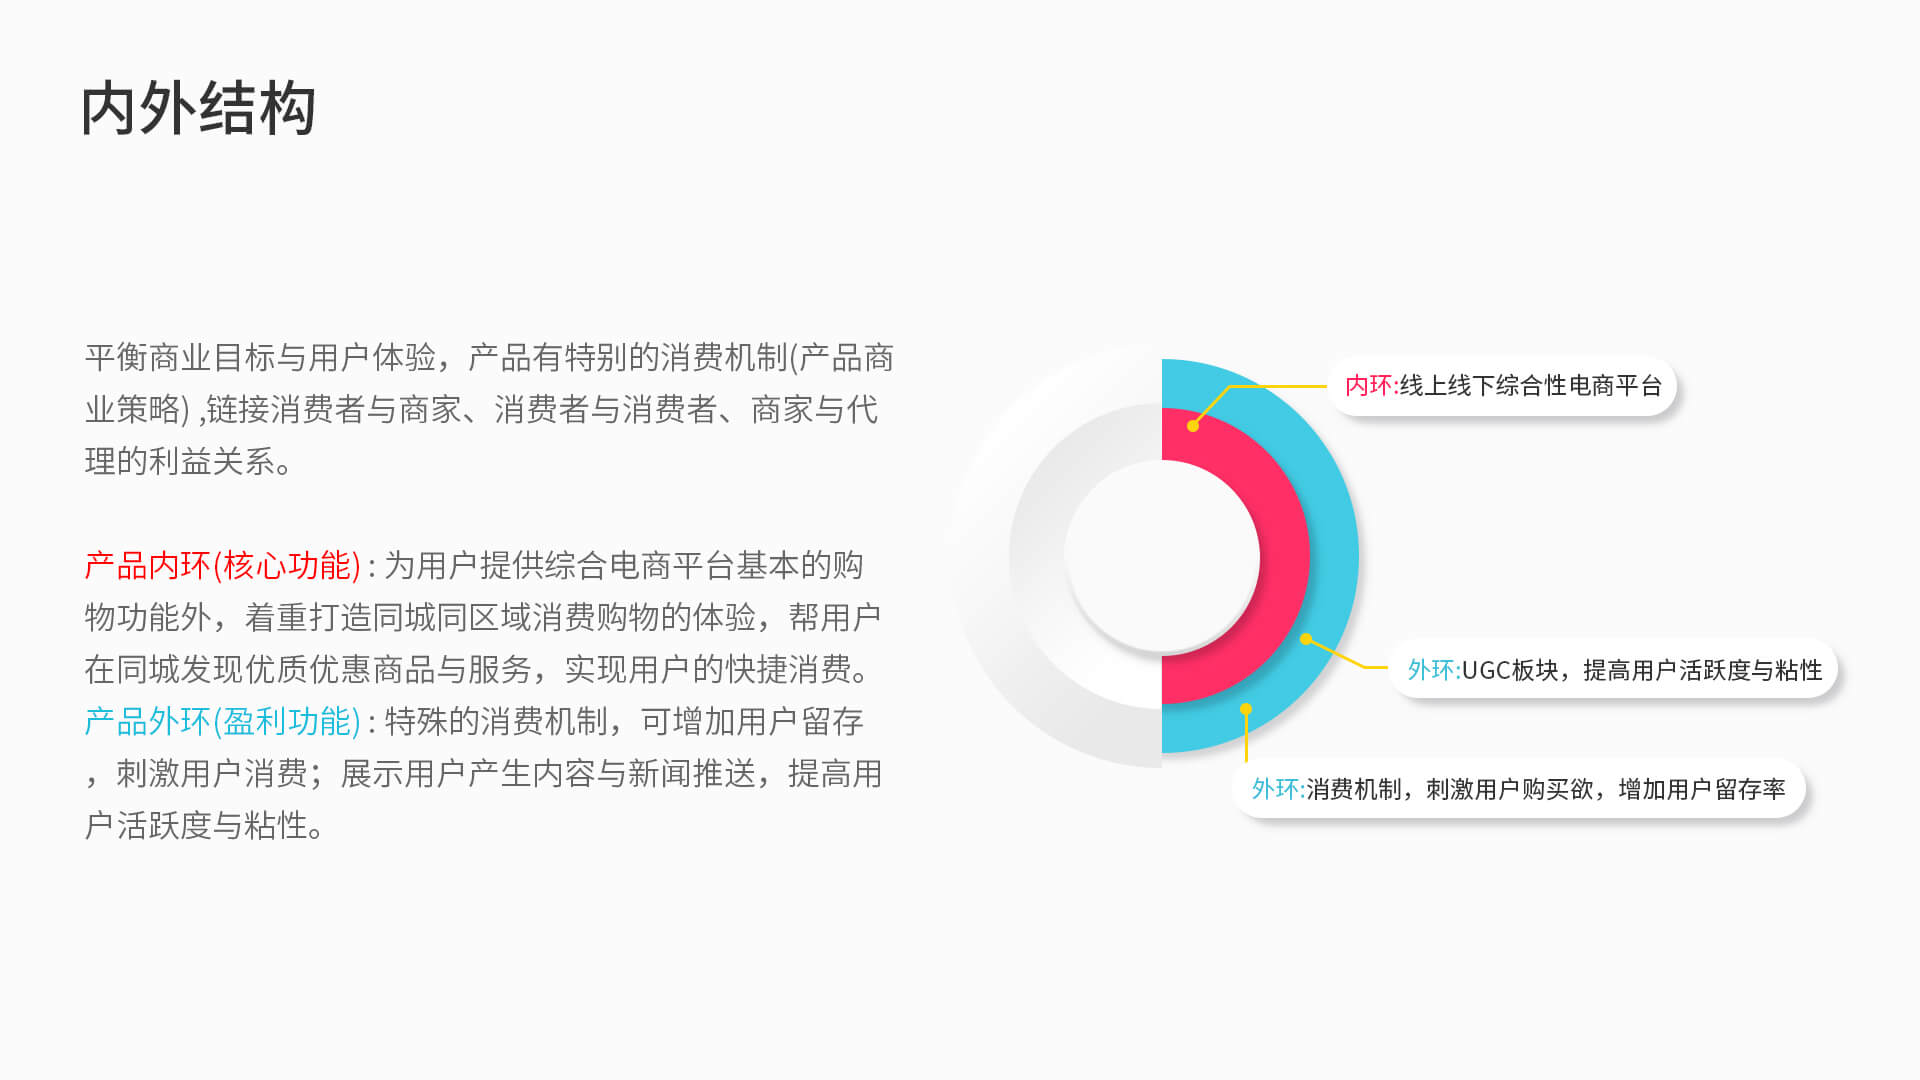 内外结构
平衡商业目标与用户体验，产品有特别的消费机制(产品商
业策略) ,链接消费者与商家、消费者与消费者、商家与代
理的利益关系。
产品内环(核心功能) : 为用户提供综合电商平台基本的购
物功能外，着重打造同城同区域消费购物的体验，帮用户
在同城发现优质优惠商品与服务，实现用户的快捷消费。
产品外环(盈利功能) : 特殊的消费机制，可增加用户留存
，刺激用户消费；展示用户产生内容与新闻推送，提高用
户活跃度与粘性。
内环:线上线下综合性电商平台
外环:UGC板块，提高用户活跃度与粘性
外环:消费机制，刺激用户购买欲，增加用户留存率